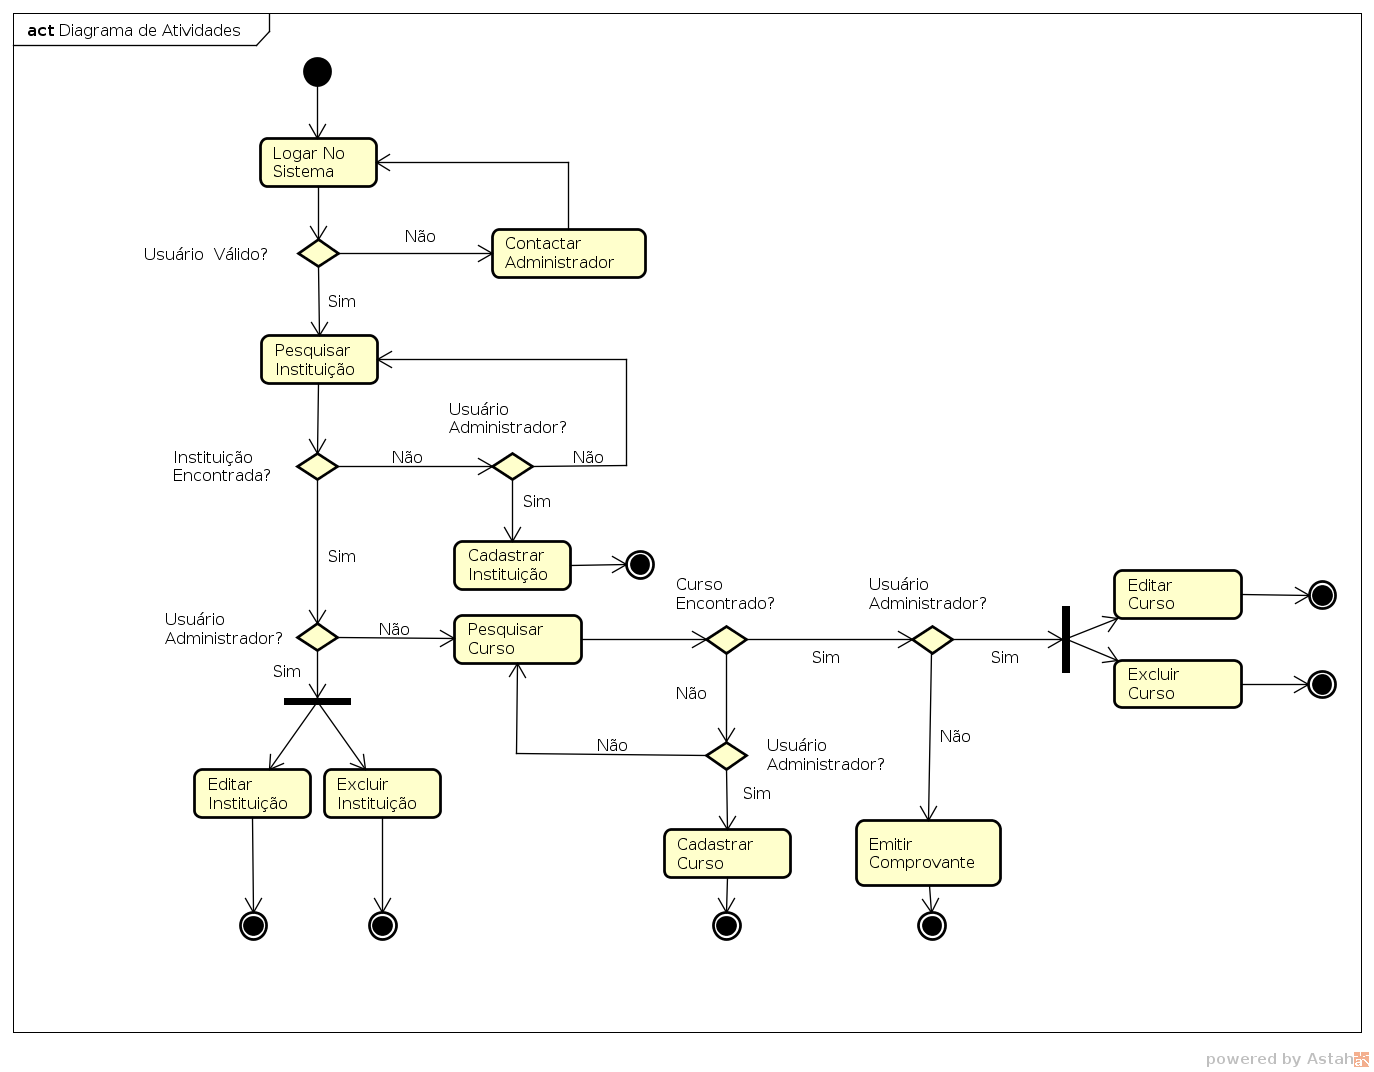 act Diagrama de Atividades
Logar No
Sistema
Usuário Válido?
Não
Contactar
Administrador
Sim
Pesquisar
Instituição
Usuário
Administrador?
Instituição
Encontrada?
Não
Não
Sim
Sim
Cadastrar
Instituição
Usuário
Administrador?
Não
Sim
Pesquisar
Curso
Curso
Encontrado?
Sim
Usuário
Administrador?
Sim
Editar
Curso
Excluir
Curso
Não
Não
Usuário
Administrador?
Não
Sim
Editar
Instituição
Excluir
Instituição
Cadastrar
Curso
Emitir
Comprovante
powered by Astah